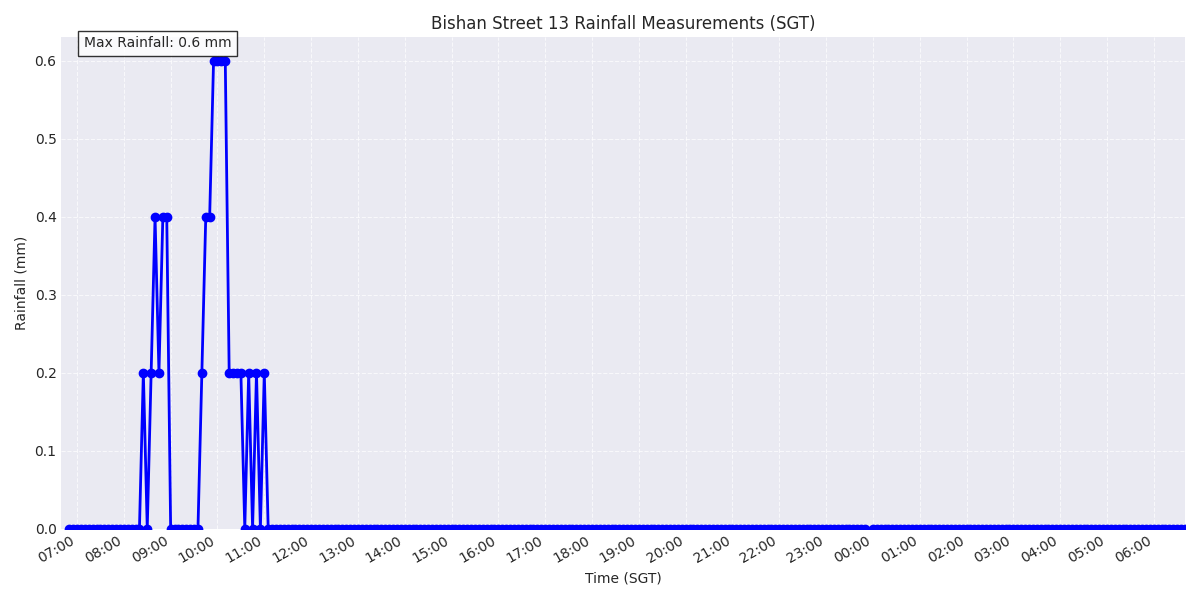 Bishan Street 13 Rainfall Measurements (SGT)
Max Rainfall: 0.6 mm
0.6
0.5
0.4
0.3
0.2
0.1
0.0
Rainfall (mm)
07:00 08:00 09:00 10:00 11:00 12:00 13:00 14:00 15:00 16:00 17:00 18:00 19:00 20:00 21:00 22:00 23:00 00:00 01:00 02:00 03:00 04:00 05:00 06:00
Time (SGT)